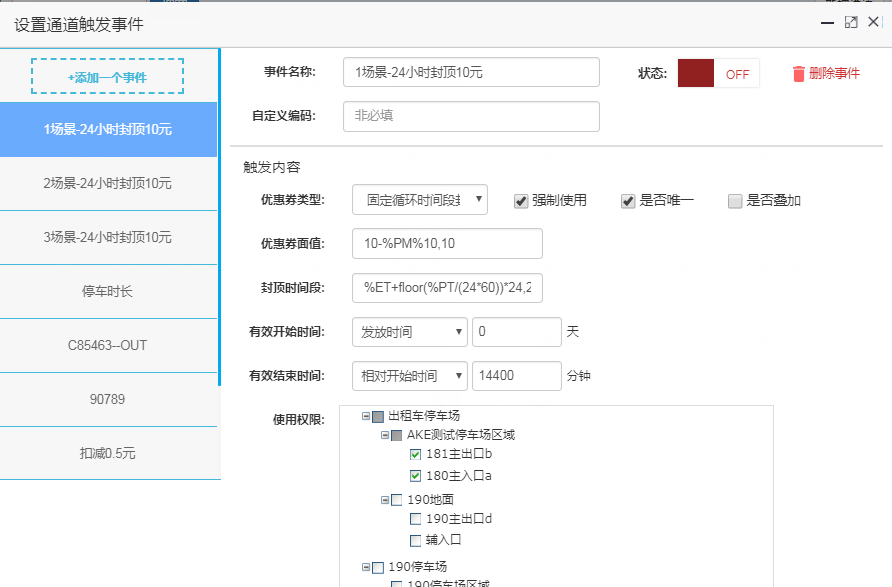 设置通道触发事件
+添加一个事件
1场景-24小时封顶10元
2场景-24小时封顶10元
3场景-24小时封顶10元
停车时长
C85463--OUT
90789
扣减0.5元
事件名称: 1场景-24小时封顶10元 状态: OFF 删除事件
自定义编码: 非必填
触发内容
优惠券类型: 固定循环时间段 强制使用 是否唯一 是否叠加
优惠券面值: 10-%PM%10,10
封顶时间段: %ET+floor(%PT/(24*60))*24,2
有效开始时间: 发放时间 0 天
有效结束时间: 相对开始时间 14400 分钟
使用权限: 出租车停车场
AKE测试停车场区域
181主出口b
180主入口a
190地面
190主出口d
辅入口
190停车场
190停车场区域